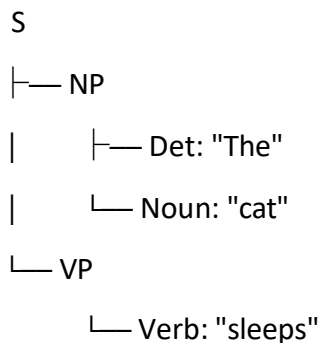 S
├── NP
│ ├── Det: "The"
│ └── Noun: "cat"
└── VP
└── Verb: "sleeps"